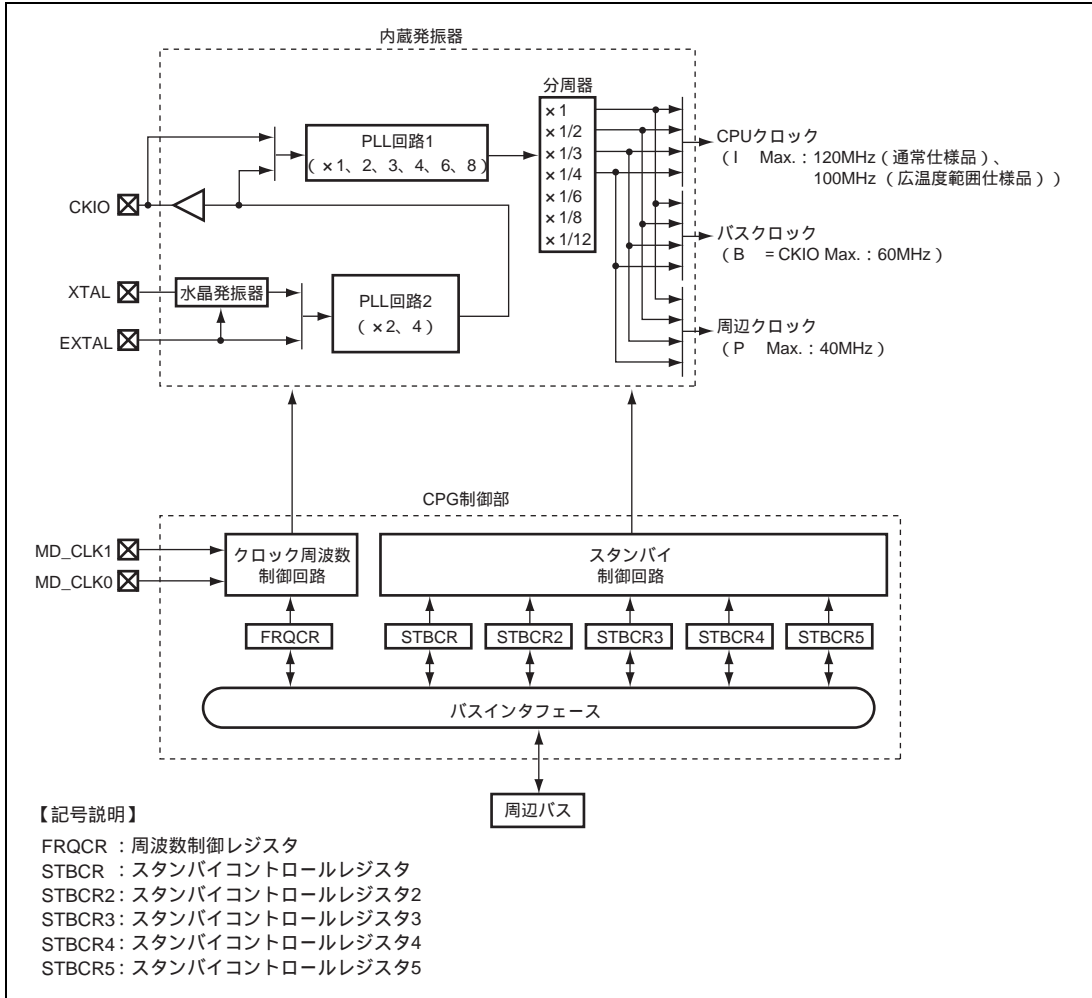 内蔵発振器
分周器
×1
×1/2
×1/3
×1/4
×1/6
×1/8
×1/12
PLL回路1
(×1、2、3、4、6、8)
CPUクロック
(I Max.:120MHz(通常仕様品)、
100MHz(広温度範囲仕様品))
CKIO
バスクロック
(B =CKIO Max.:60MHz)
XTAL
水晶発振器
PLL回路2
(×2、4)
EXTAL
周辺クロック
(P Max.:40MHz)
CPG制御部
MD_CLK1
MD_CLK0
クロック周波数
制御回路
スタンバイ
制御回路
FRQCR
STBCR
STBCR2
STBCR3
STBCR4
STBCR5
バスインタフェース
周辺バス
【記号説明】
FRQCR :周波数制御レジスタ
STBCR :スタンバイコントロールレジスタ
STBCR2:スタンバイコントロールレジスタ2
STBCR3:スタンバイコントロールレジスタ3
STBCR4:スタンバイコントロールレジスタ4
STBCR5:スタンバイコントロールレジスタ5